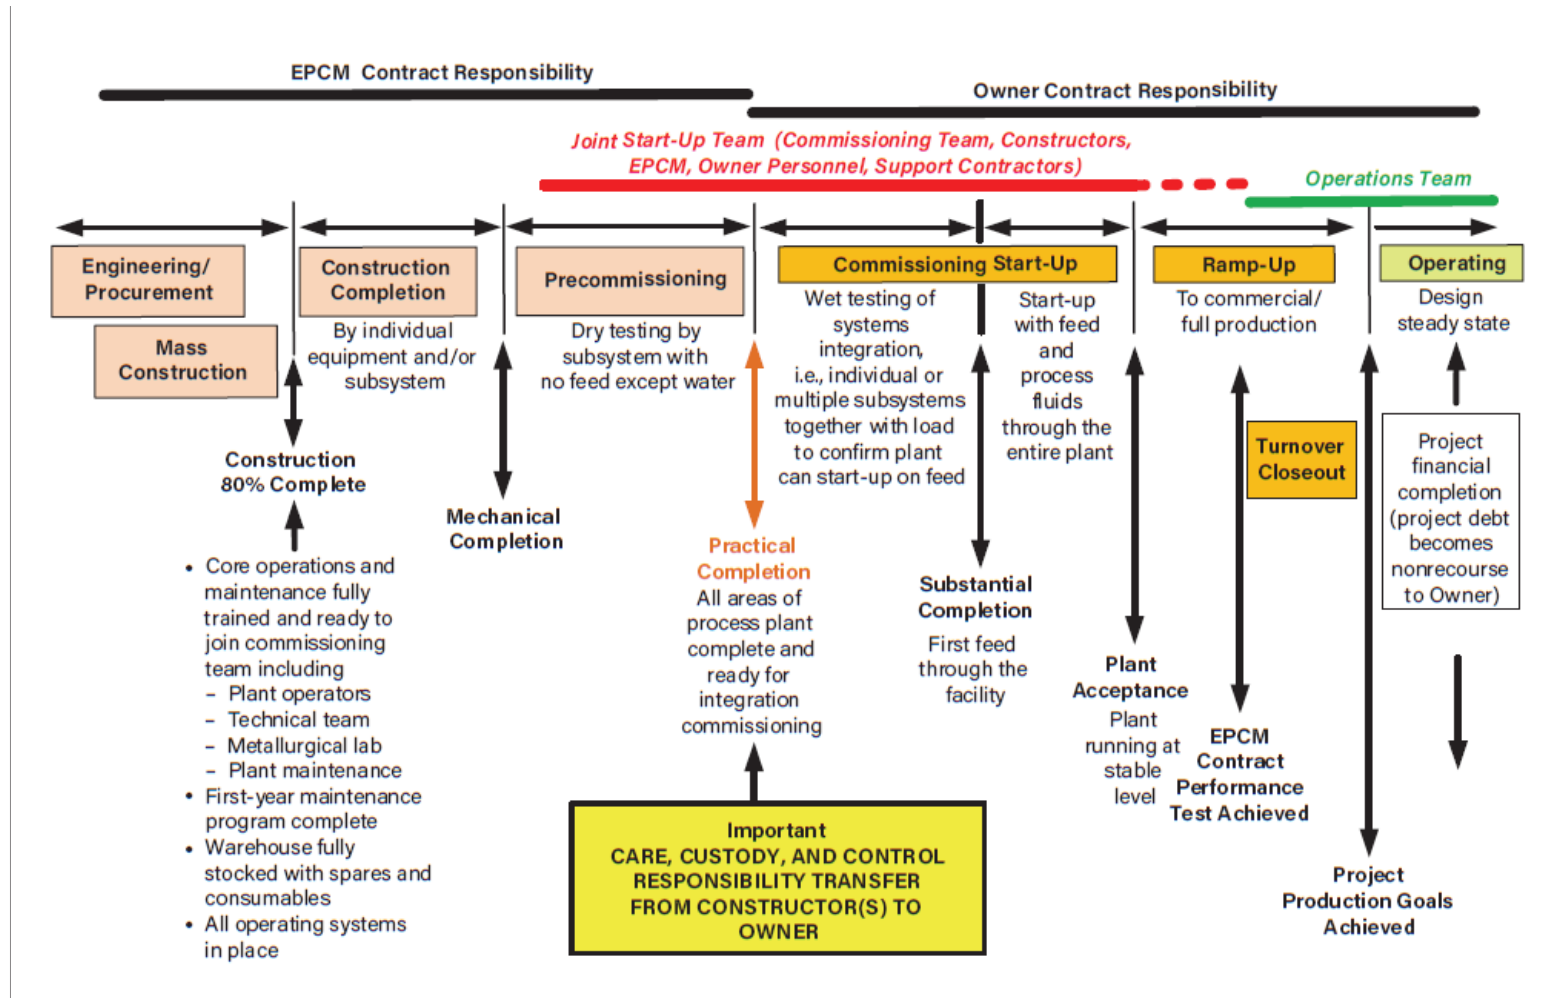 EPCM Contract Responsibility
Owner Contract Responsibility
Joint Start-Up Team (Commissioning Team, Constructors,
EPCM, Owner Personnel, Support Contractors)
Operations Team
Engineering/
Procurement
Mass
Construction
Construction
Completion
By individual
equipment and/or
subsystem
Precommissioning
Dry testing by
subsystem with
no feed except water
Commissioning Start-Up
Wet testing of
systems
integration,
i.e., individual or
multiple subsystems
together with load
to confirm plant
can start-up on feed
Start-up
with feed
and
process
fluids
through the
entire plant
Ramp-Up
To commercial/
full production
Operating
Design
steady state
Turnover
Closeout
Project
financial
completion
(project debt
becomes
nonrecourse
to Owner)
Construction
80% Complete
• Core operations and
maintenance fully
trained and ready to
join commissioning
team including
– Plant operators
– Technical team
– Metallurgical lab
– Plant maintenance
• First-year maintenance
program complete
• Warehouse fully
stocked with spares and
consumables
• All operating systems
in place
Mechanical
Completion
Practical
Completion
All areas of
process plant
complete and
ready for
integration
commissioning
Important
CARE, CUSTODY, AND CONTROL
RESPONSIBILITY TRANSFER
FROM CONSTRUCTOR(S) TO
OWNER
Substantial
Completion
First feed
through the
facility
Plant
Acceptance
Plant
running at
stable
level
EPCM
Contract
Performance
Test Achieved
Project
Production Goals
Achieved